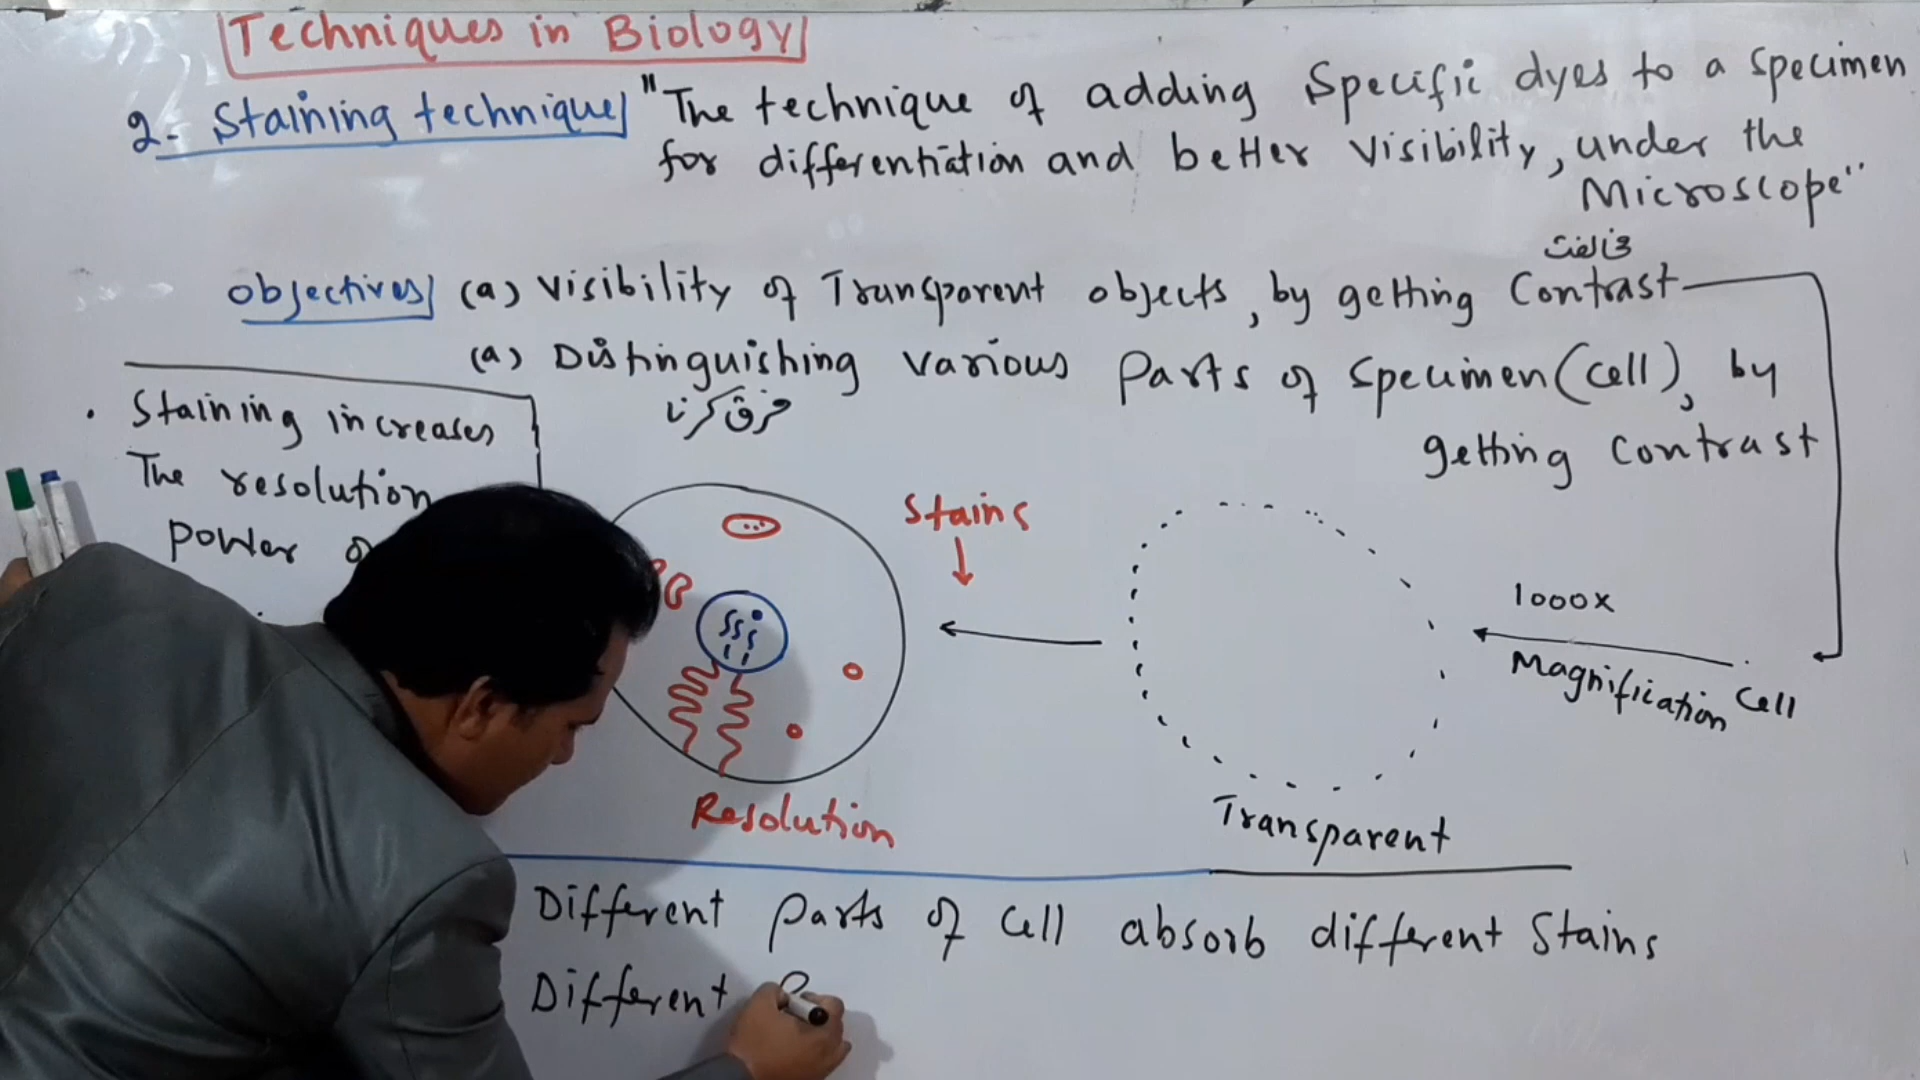 Techniques in Biology
2- Staining technique "The technique of adding Specific dyes to a specimen
for differentiation and better visibility, under the
Microscope"
objectives (a) Visibility of Transparent objects, by getting Contrast
(a) Distinguishing various parts of specimen (cell), by
فرق کرنا
getting contrast
Staining increases
The resolution
power
Stains
1000x
Magnification
Cell
Resolution
Transparent
Different parts of cell absorb different stains
Different